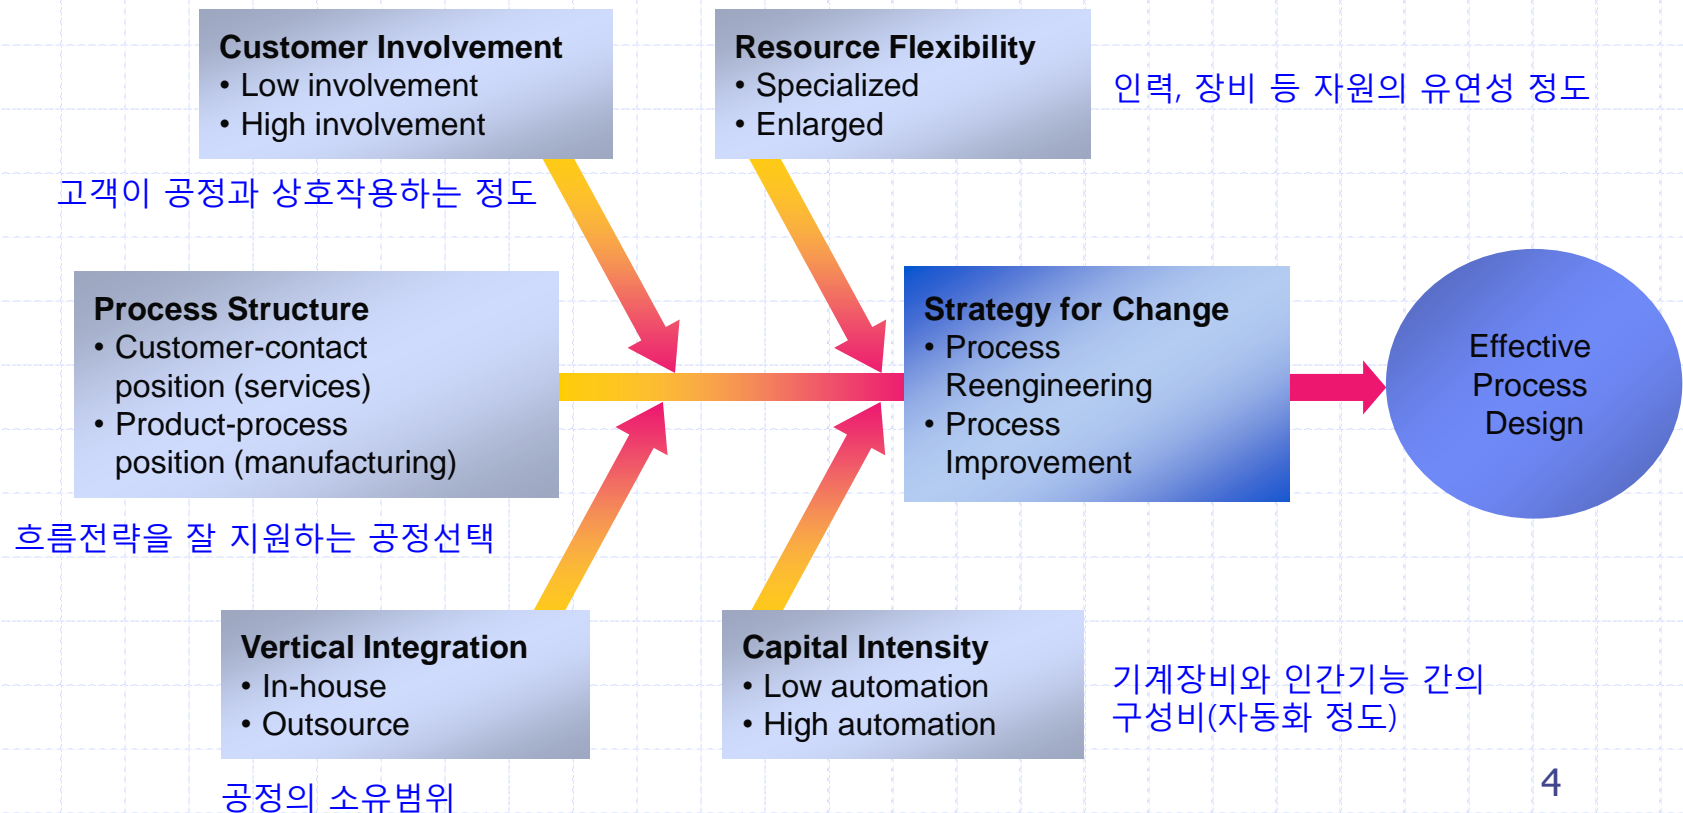 Customer Involvement
• Low involvement
• High involvement
고객이 공정과 상호작용하는 정도
Resource Flexibility
• Specialized
• Enlarged
인력, 장비 등 자원의 유연성 정도
Process Structure
• Customer-contact
position (services)
• Product-process
position (manufacturing)
흐름전략을 잘 지원하는 공정선택
Strategy for Change
• Process
Reengineering
• Process
Improvement
Effective
Process
Design
Vertical Integration
• In-house
• Outsource
공정의 소유범위
Capital Intensity
• Low automation
• High automation
기계장비와 인간기능 간의
구성비(자동화 정도)
4